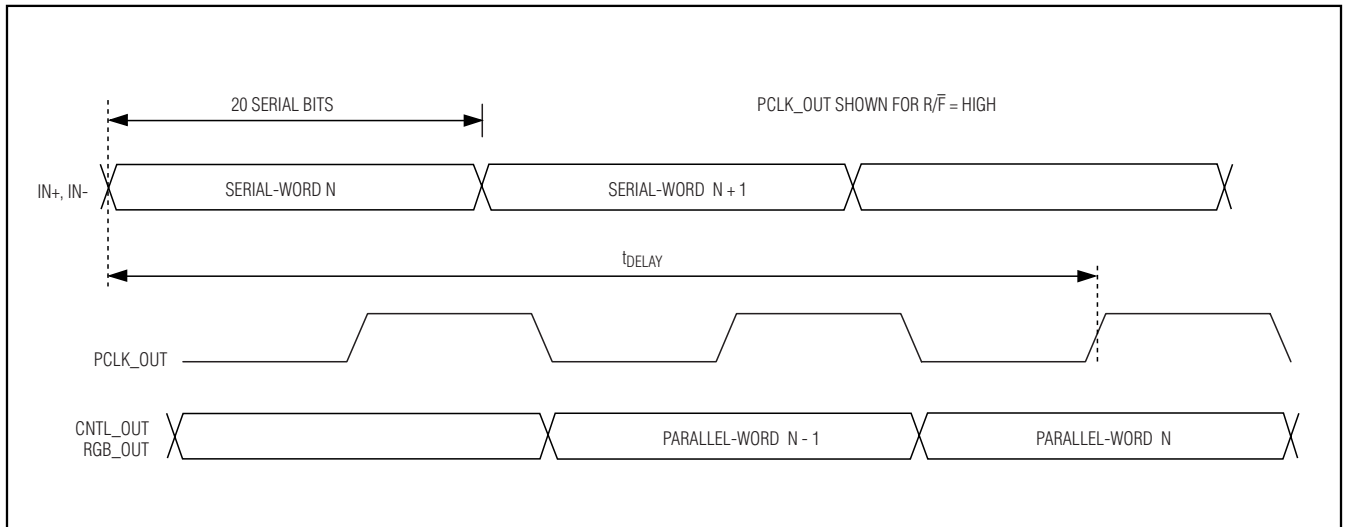 20 SERIAL BITS
PCLK_OUT SHOWN FOR R/F̅ = HIGH
IN+, IN-
SERIAL-WORD N
SERIAL-WORD N + 1
tDELAY
PCLK_OUT
CNTL_OUT
RGB_OUT
PARALLEL-WORD N - 1
PARALLEL-WORD N